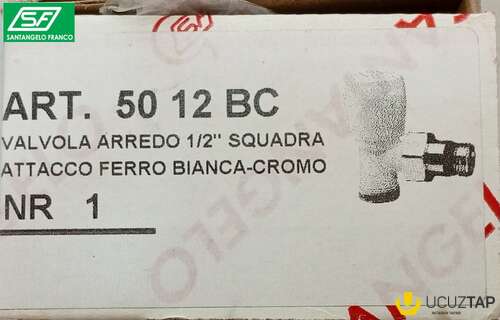 SF
SANTANGELO FRANCO
ART. 50 12 BC
VALVOLA ARREDO 1/2" SQUADRA
ATTACCO FERRO BIANCA-CROMO
NR 1
UCUZTAP